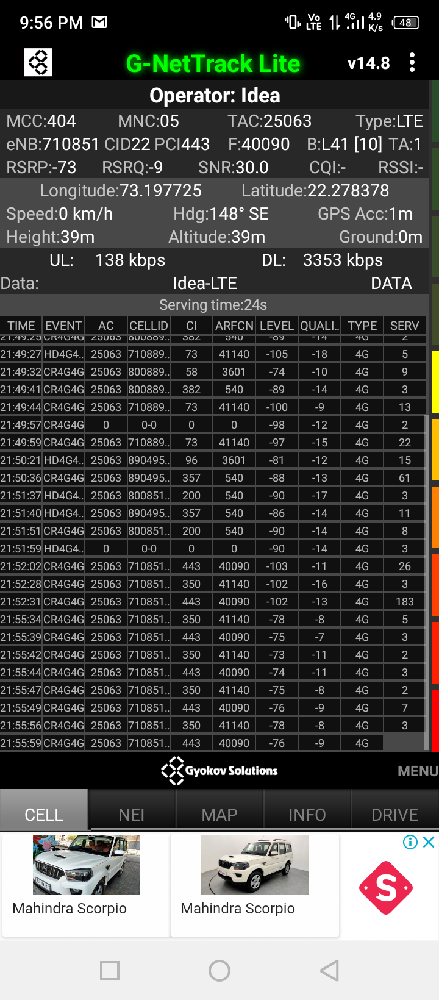 9:56 PM Vo LTE 4G 4.9 K/s 48
G-NetTrack Lite v14.8
Operator: Idea
MCC:404 MNC:05 TAC:25063 Type:LTE
eNB:710851 CID22 PCI443 F:40090 B:L41 [10] TA:1
RSRP:-73 RSRQ:-9 SNR:30.0 CQI:- RSSI:-
Longitude:73.197725 Latitude:22.278378
Speed:0 km/h Hdg:148° SE GPS Acc:1m
Height:39m Altitude:39m Ground:0m
UL: 138 kbps DL: 3353 kbps
Data: Idea-LTE DATA
Serving time:24s
TIME EVENT AC CELLID CI ARFCN LEVEL QUALI.. TYPE SERV
21:49:25 CR4G4G 25063 800889.. 382 540 -89 -14 4G 2
21:49:27 HD4G4.. 25063 710889.. 73 41140 -105 -18 4G 5
21:49:32 CR4G4G 25063 800889.. 58 3601 -74 -10 4G 9
21:49:41 CR4G4G 25063 800889.. 382 540 -89 -14 4G 3
21:49:44 CR4G4G 25063 710889.. 73 41140 -100 -9 4G 13
21:49:57 CR4G4G 0 0-0 0 0 -98 -12 4G 2
21:49:59 CR4G4G 25063 710889.. 73 41140 -97 -15 4G 22
21:50:21 HD4G4.. 25063 890495.. 96 3601 -81 -12 4G 15
21:50:36 CR4G4G 25063 890495.. 357 540 -88 -13 4G 61
21:51:37 HD4G4.. 25063 800851.. 200 540 -90 -17 4G 3
21:51:40 HD4G4.. 25063 890495.. 357 540 -86 -14 4G 11
21:51:51 CR4G4G 25063 800851.. 200 540 -90 -14 4G 8
21:51:59 HD4G4.. 0 0-0 0 0 -90 -14 4G 3
21:52:02 CR4G4G 25063 710851.. 443 40090 -103 -11 4G 26
21:52:28 CR4G4G 25063 710851.. 350 41140 -102 -16 4G 3
21:52:31 CR4G4G 25063 710851.. 443 40090 -102 -13 4G 183
21:55:34 CR4G4G 25063 710851.. 350 41140 -78 -8 4G 5
21:55:39 CR4G4G 25063 710851.. 443 40090 -75 -7 4G 3
21:55:42 CR4G4G 25063 710851.. 350 41140 -73 -11 4G 2
21:55:44 CR4G4G 25063 710851.. 443 40090 -74 -11 4G 3
21:55:47 CR4G4G 25063 710851.. 350 41140 -75 -8 4G 2
21:55:49 CR4G4G 25063 710851.. 443 40090 -76 -9 4G 7
21:55:56 CR4G4G 25063 710851.. 350 41140 -78 -8 4G 3
21:55:59 CR4G4G 25063 710851.. 443 40090 -76 -9 4G
Gyokov Solutions MENU
CELL NEI MAP INFO DRIVE
Mahindra Scorpio Mahindra Scorpio S